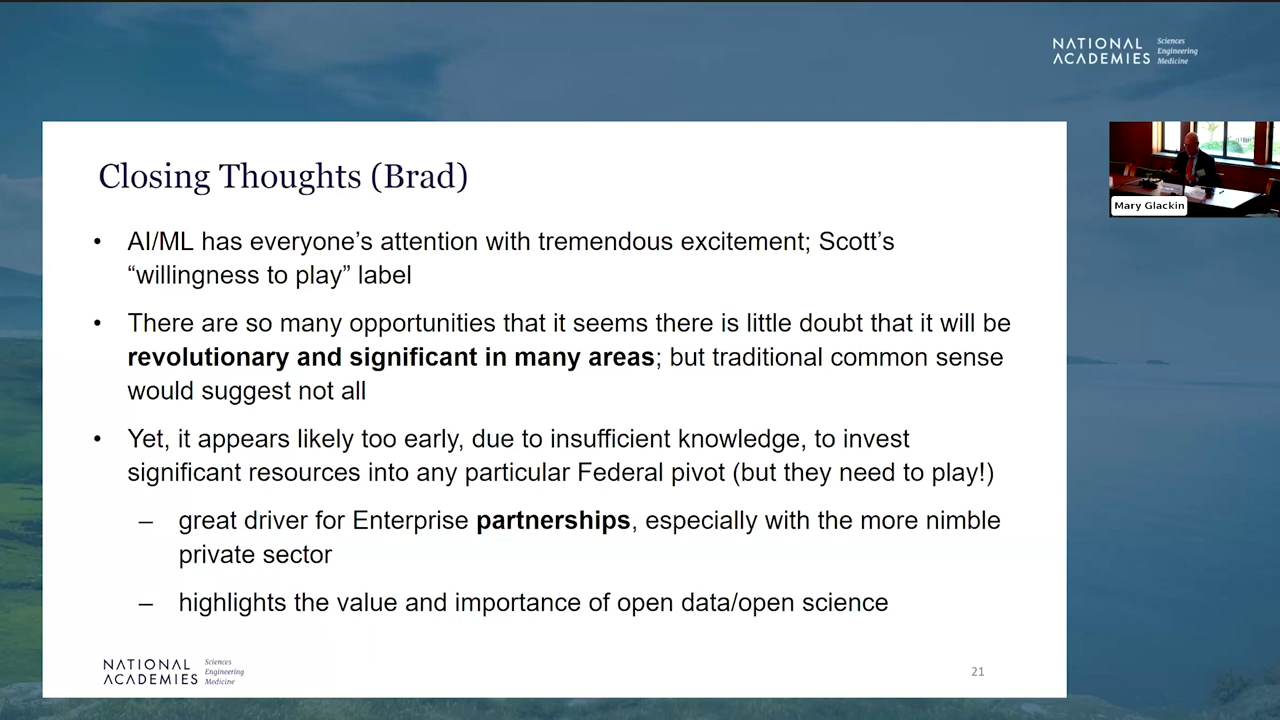 NATIONAL
ACADEMIES
Sciences
Engineering
Medicine
Closing Thoughts (Brad)
• AI/ML has everyone’s attention with tremendous excitement; Scott’s
“willingness to play” label
• There are so many opportunities that it seems there is little doubt that it will be
revolutionary and significant in many areas; but traditional common sense
would suggest not all
• Yet, it appears likely too early, due to insufficient knowledge, to invest
significant resources into any particular Federal pivot (but they need to play!)
– great driver for Enterprise partnerships, especially with the more nimble
private sector
– highlights the value and importance of open data/open science
NATIONAL
ACADEMIES
Sciences
Engineering
Medicine
21
Mary Glackin